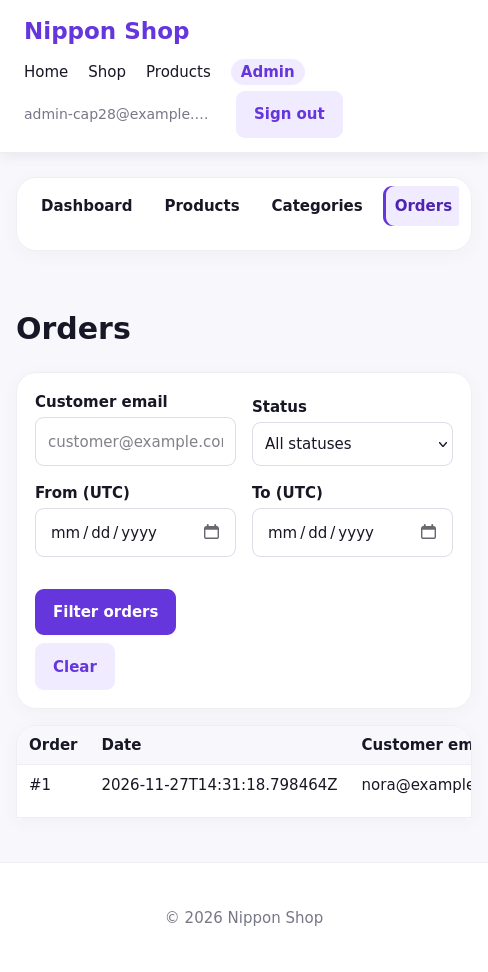 Nippon Shop
Home Shop Products Admin
admin-cap28@example.... Sign out
Dashboard Products Categories Orders
Orders
Customer email
customer@example.com
Status
All statuses
From (UTC)
mm/dd/yyyy
To (UTC)
mm/dd/yyyy
Filter orders
Clear
Order Date Customer em
#1 2026-11-27T14:31:18.798464Z nora@example
© 2026 Nippon Shop